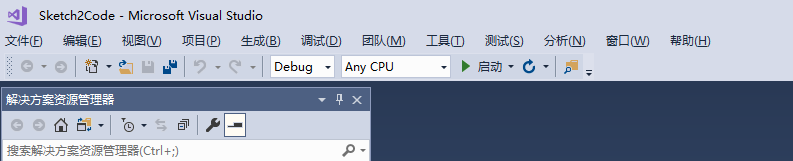 Sketch2Code - Microsoft Visual Studio
文件(F) 编辑(E) 视图(V) 项目(P) 生成(B) 调试(D) 团队(M) 工具(T) 测试(S) 分析(N) 窗口(W) 帮助(H)
Debug Any CPU 启动
解决方案资源管理器
搜索解决方案资源管理器(Ctrl+;)